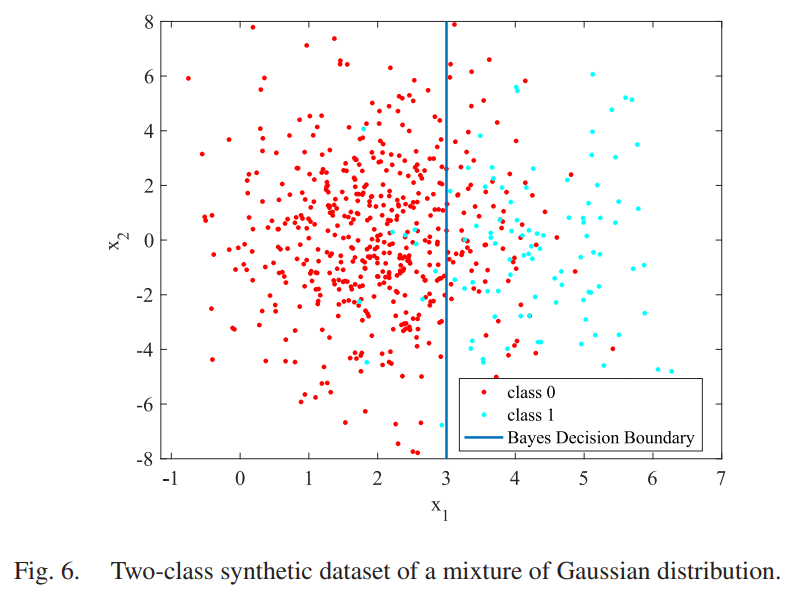 8
6
4
2
0
-2
-4
-6
-8
x2
-1 0 1 2 3 4 5 6 7
x1
class 0
class 1
Bayes Decision Boundary
Fig. 6. Two-class synthetic dataset of a mixture of Gaussian distribution.